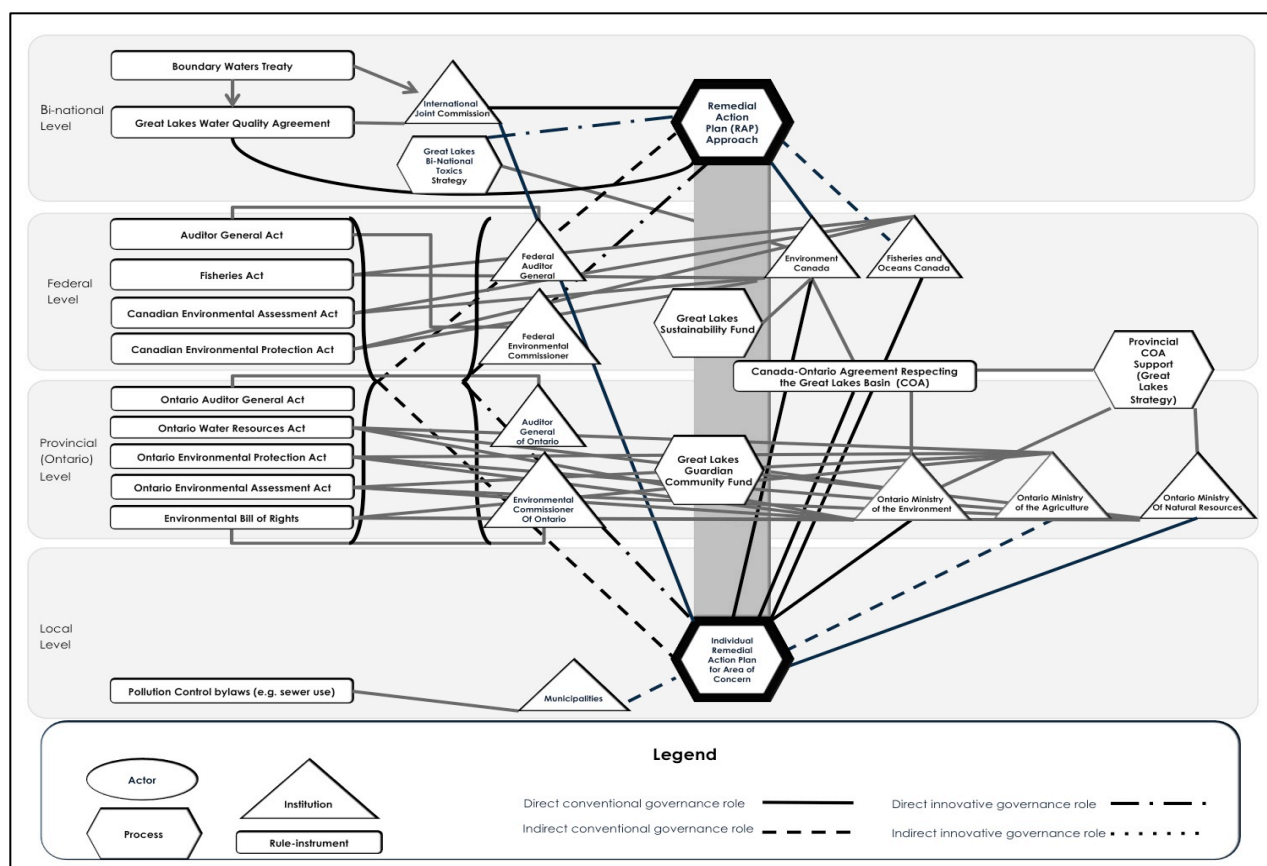 Bi-national
Level
Boundary Waters Treaty
Great Lakes Water Quality Agreement
International
Joint Commission
Great Lakes
Bi-National
Toxics
Strategy
Remedial
Action
Plan (RAP)
Approach
Federal
Level
Auditor General Act
Fisheries Act
Canadian Environmental Assessment Act
Canadian Environmental Protection Act
Federal
Auditor
General
Federal
Environmental
Commissioner
Great Lakes
Sustainability Fund
Environment
Canada
Fisheries and
Oceans Canada
Canada-Ontario Agreement Respecting
the Great Lakes Basin (COA)
Provincial
COA
Support
(Great
Lakes
Strategy)
Provincial
(Ontario)
Level
Ontario Auditor General Act
Ontario Water Resources Act
Ontario Environmental Protection Act
Ontario Environmental Assessment Act
Environmental Bill of Rights
Auditor
General
of Ontario
Environmental
Commissioner
Of Ontario
Great Lakes
Guardian
Community Fund
Ontario Ministry
of the Environment
Ontario Ministry
of the Agriculture
Ontario Ministry
Of Natural Resources
Local
Level
Pollution Control bylaws (e.g. sewer use)
Municipalities
Individual
Remedial
Action Plan
for Area of
Concern
Legend
Actor
Process
Institution
Rule-instrument
Direct conventional governance role
Indirect conventional governance role
Direct innovative governance role
Indirect innovative governance role